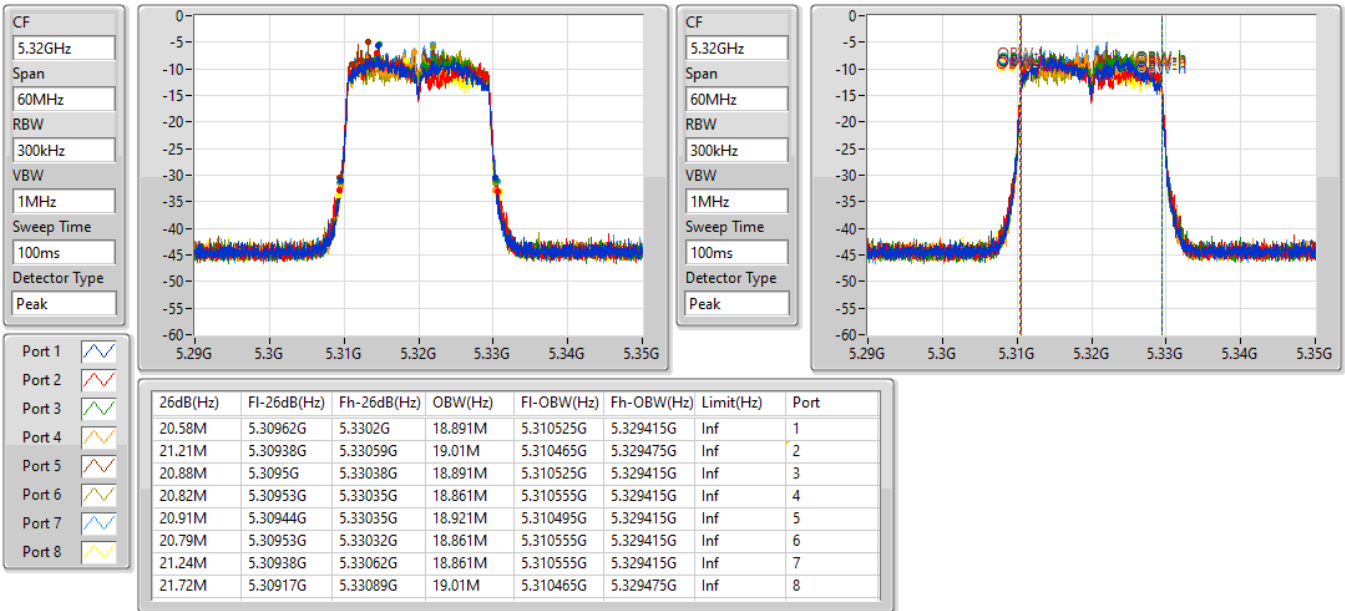 CF
5.32GHz
Span
60MHz
RBW
300kHz
VBW
1MHz
Sweep Time
100ms
Detector Type
Peak
0-
-5-
-10-
-15-
-20-
-25-
-30-
-35-
-40-
-45-
-50-
-55-
-60-
5.29G 5.3G 5.31G 5.32G 5.33G 5.34G 5.35G
CF
5.32GHz
Span
60MHz
RBW
300kHz
VBW
1MHz
Sweep Time
100ms
Detector Type
Peak
0-
-5-
-10-
-15-
-20-
-25-
-30-
-35-
-40-
-45-
-50-
-55-
-60-
OBW-h
5.29G 5.3G 5.31G 5.32G 5.33G 5.34G 5.35G
Port 1
Port 2
Port 3
Port 4
Port 5
Port 6
Port 7
Port 8
26dB(Hz) Fl-26dB(Hz) Fh-26dB(Hz) OBW(Hz) Fl-OBW(Hz) Fh-OBW(Hz) Limit(Hz) Port
20.58M 5.30962G 5.3302G 18.891M 5.310525G 5.329415G Inf 1
21.21M 5.30938G 5.33059G 19.01M 5.310465G 5.329475G Inf 2
20.88M 5.3095G 5.33038G 18.891M 5.310525G 5.329415G Inf 3
20.82M 5.30953G 5.33035G 18.861M 5.310555G 5.329415G Inf 4
20.91M 5.30944G 5.33035G 18.921M 5.310495G 5.329415G Inf 5
20.79M 5.30953G 5.33032G 18.861M 5.310555G 5.329415G Inf 6
21.24M 5.30938G 5.33062G 18.861M 5.310555G 5.329415G Inf 7
21.72M 5.30917G 5.33089G 19.01M 5.310465G 5.329475G Inf 8